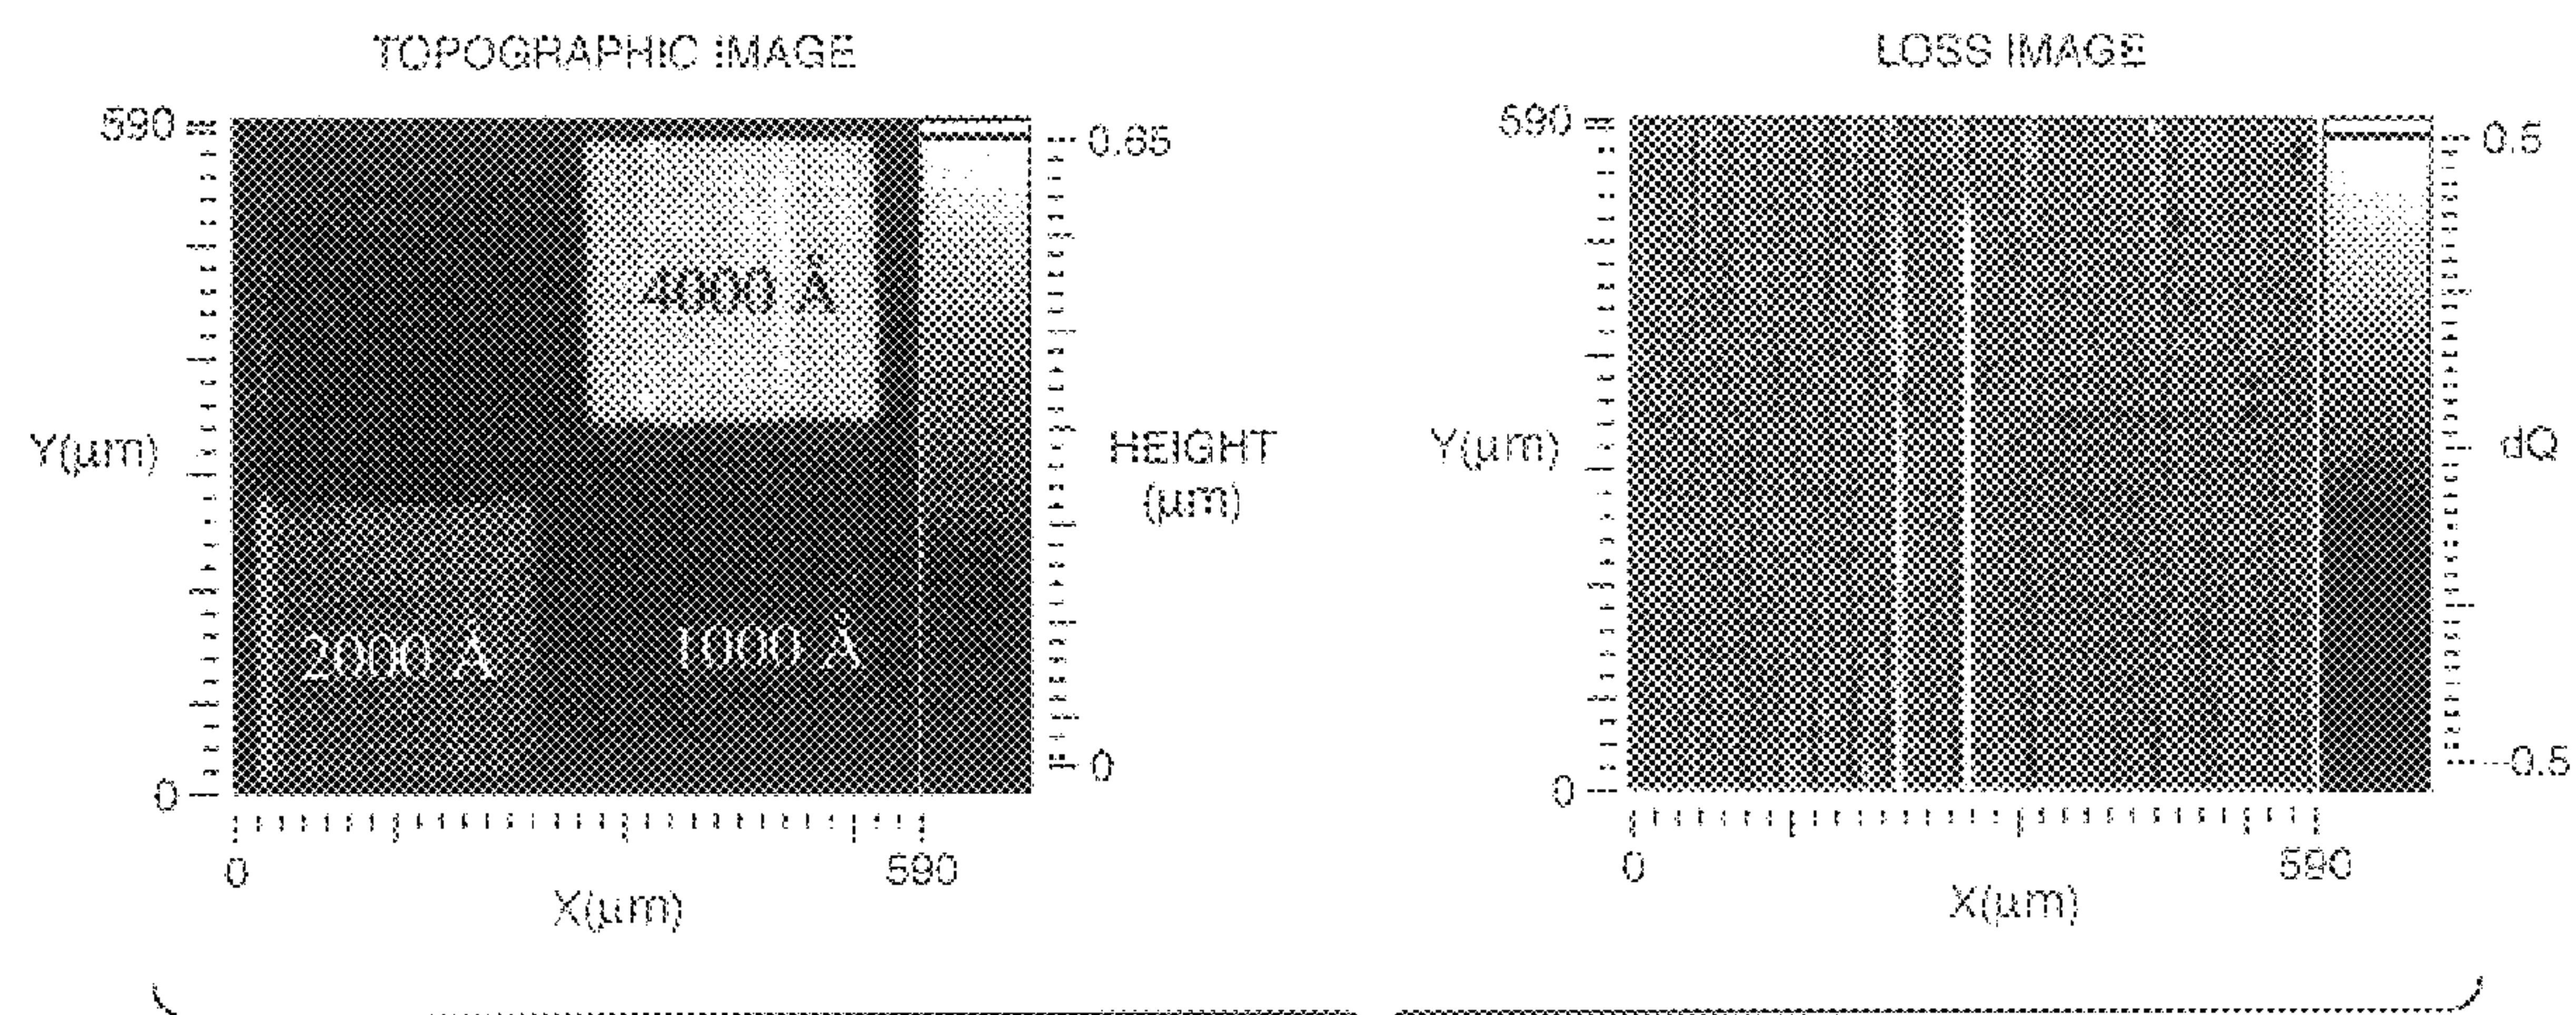 TOPOGRAPHIC IMAGE
590
0.65
4000 Å
Y(µm)
HEIGHT
(µm)
2000 Å
1000 Å
0
0
0
590
X(µm)
LOSS IMAGE
590
0.5
Y(µm)
dQ
0
-0.5
0
590
X(µm)